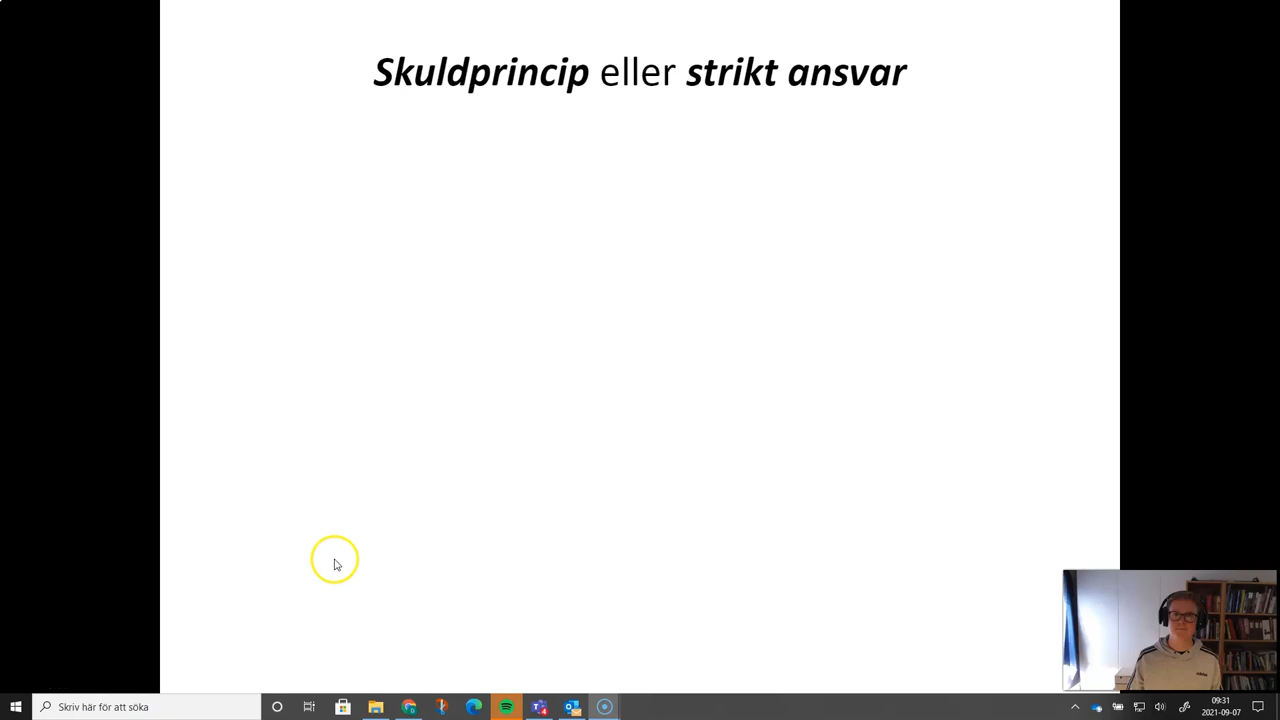 Skuldprincip eller strikt ansvar
Skriv här för att söka
09:31
2021-09-07